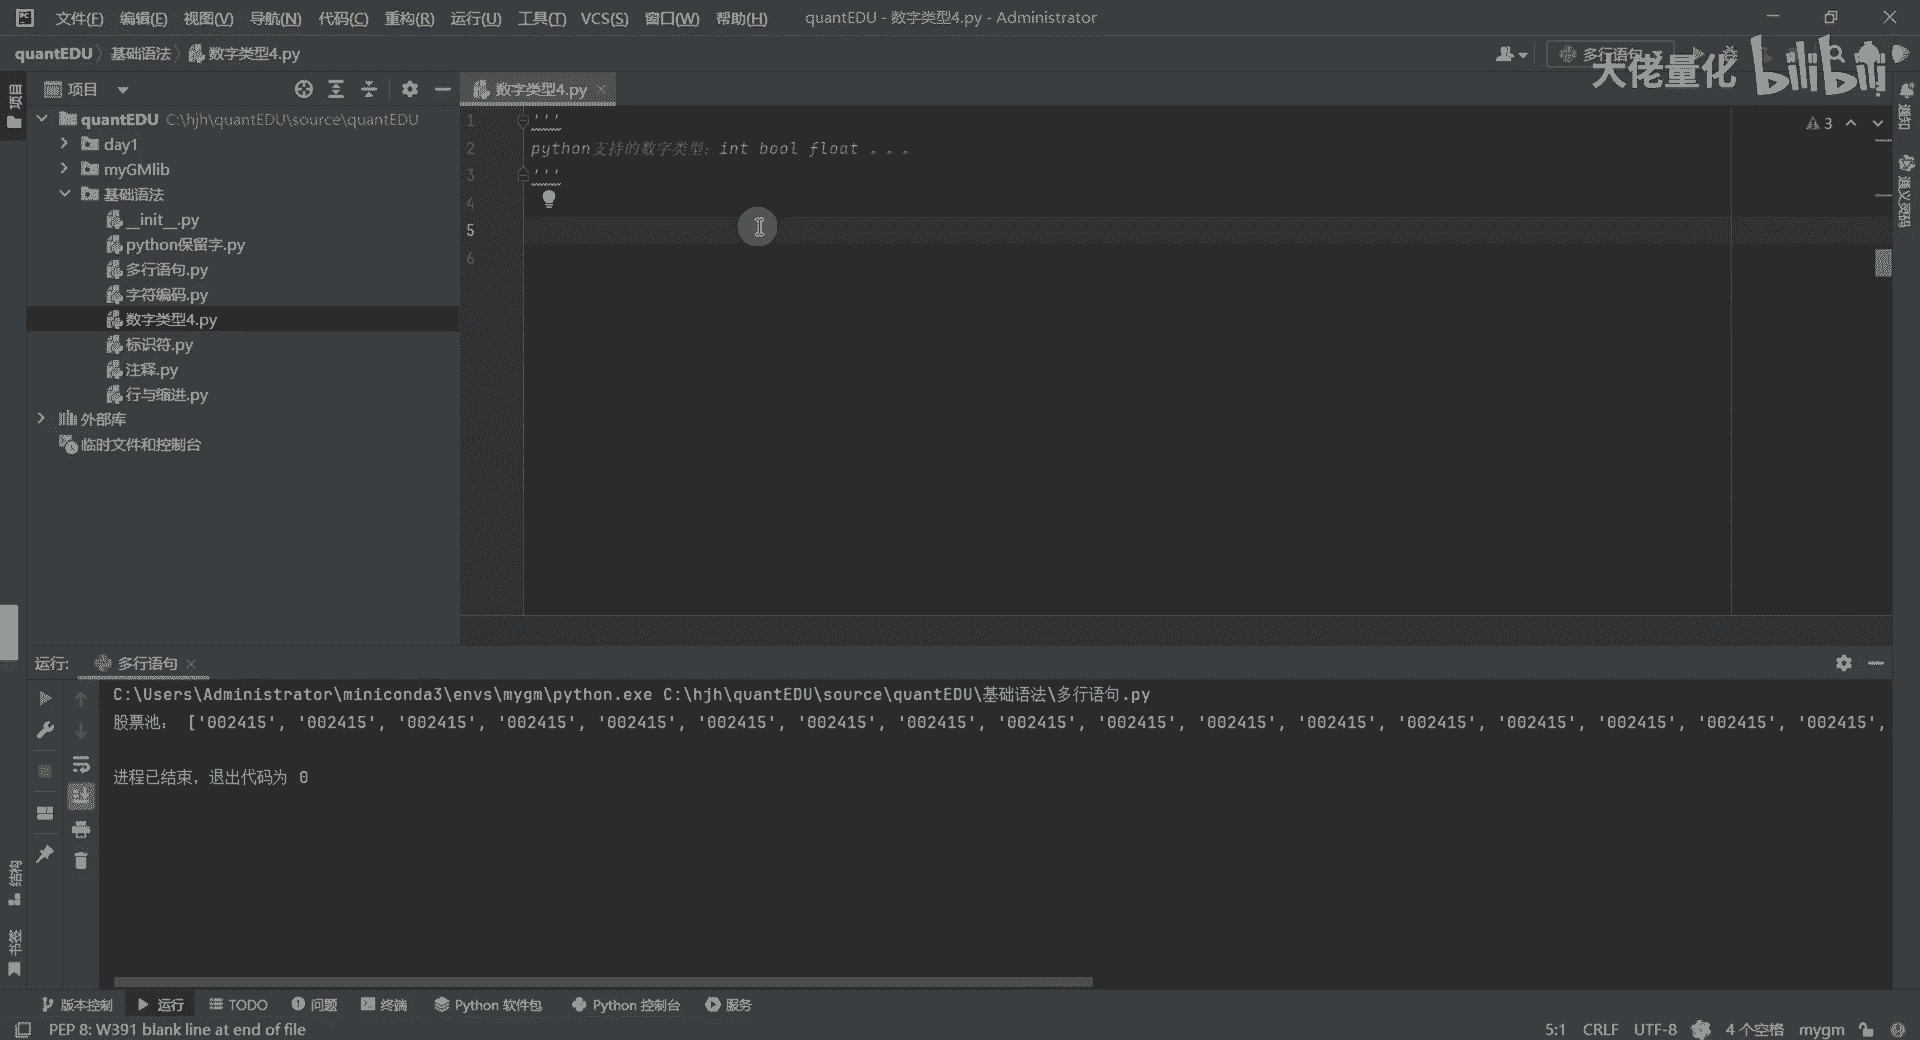 文件(F) 编辑(E) 视图(V) 导航(N) 代码(C) 重构(R) 运行(U) 工具(T) VCS(S) 窗口(W) 帮助(H) quantEDU - 数字类型4.py - Administrator
quantEDU 基础语法 数字类型4.py 多行语句
大佬量化 bilibili
项目 数字类型4.py
项目
quantEDU C:\hjh\quantEDU\source\quantEDU
day1
myGMlib
基础语法
__init__.py
python保留字.py
多行语句.py
字符编码.py
数字类型4.py
标识符.py
注释.py
行与缩进.py
外部库
临时文件和控制台
1 '''
2 python支持的数字类型：int bool float 。。。
3 '''
4
5
6
3
通知
通义灵码
运行: 多行语句
C:\Users\Administrator\miniconda3\envs\mygm\python.exe C:\hjh\quantEDU\source\quantEDU\基础语法\多行语句.py
股票池： ['002415', '002415', '002415', '002415', '002415', '002415', '002415', '002415', '002415', '002415', '002415', '002415', '002415', '002415', '002415', '002415', '002415',
进程已结束，退出代码为 0
结构
书签
版本控制 运行 TODO 问题 终端 Python 软件包 Python 控制台 服务
PEP 8: W391 blank line at end of file 5:1 CRLF UTF-8 4 个空格 mygm